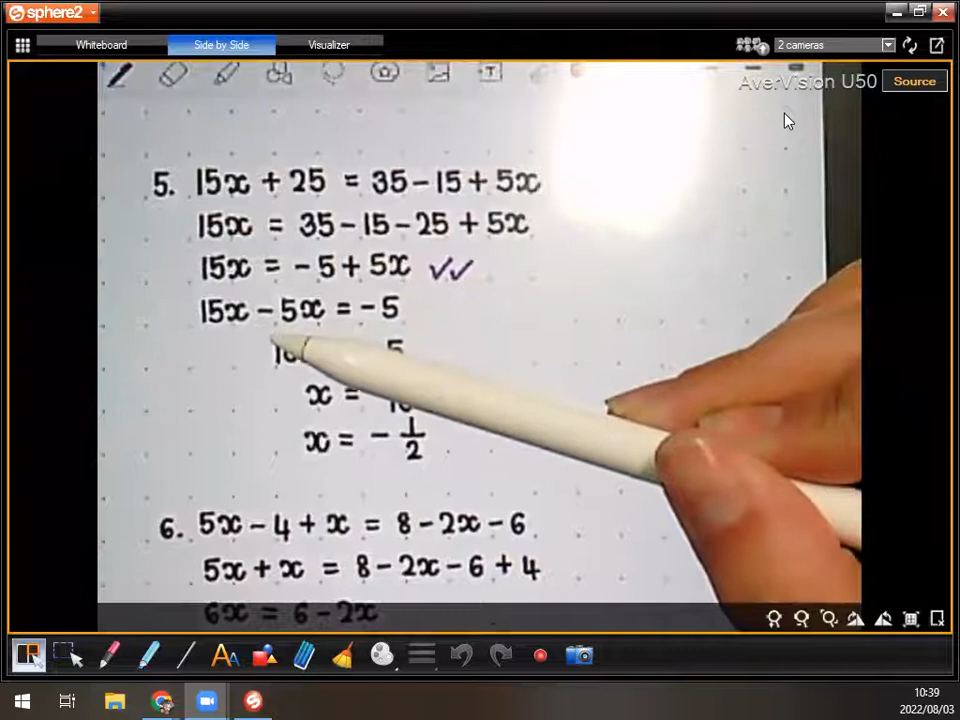 sphere2
Whiteboard Side by Side Visualizer 2 cameras
AverVision U50 Source
5. 15x + 25 = 35 - 15 + 5x
15x = 35 - 15 - 25 + 5x
15x = - 5 + 5x ✓✓
15x - 5x = - 5
5
x =
x = - 1/2
6. 5x - 4 + x = 8 - 2x - 6
5x + x = 8 - 2x - 6 + 4
6x = 6 - 2x
10:39
2022/08/03